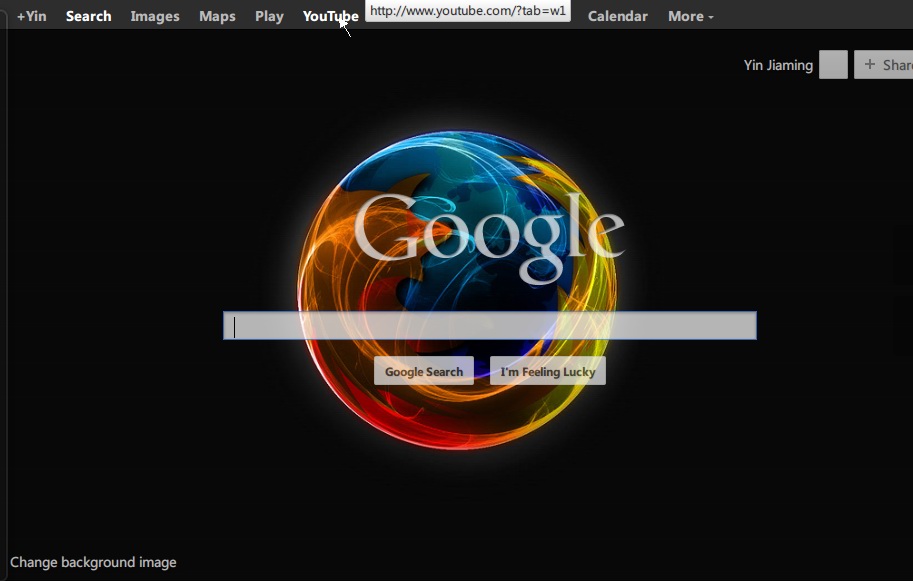 +Yin Search Images Maps Play YouTube http://www.youtube.com/?tab=w1 Calendar More
Yin Jiaming + Shar
Google
Google Search I'm Feeling Lucky
Change background image